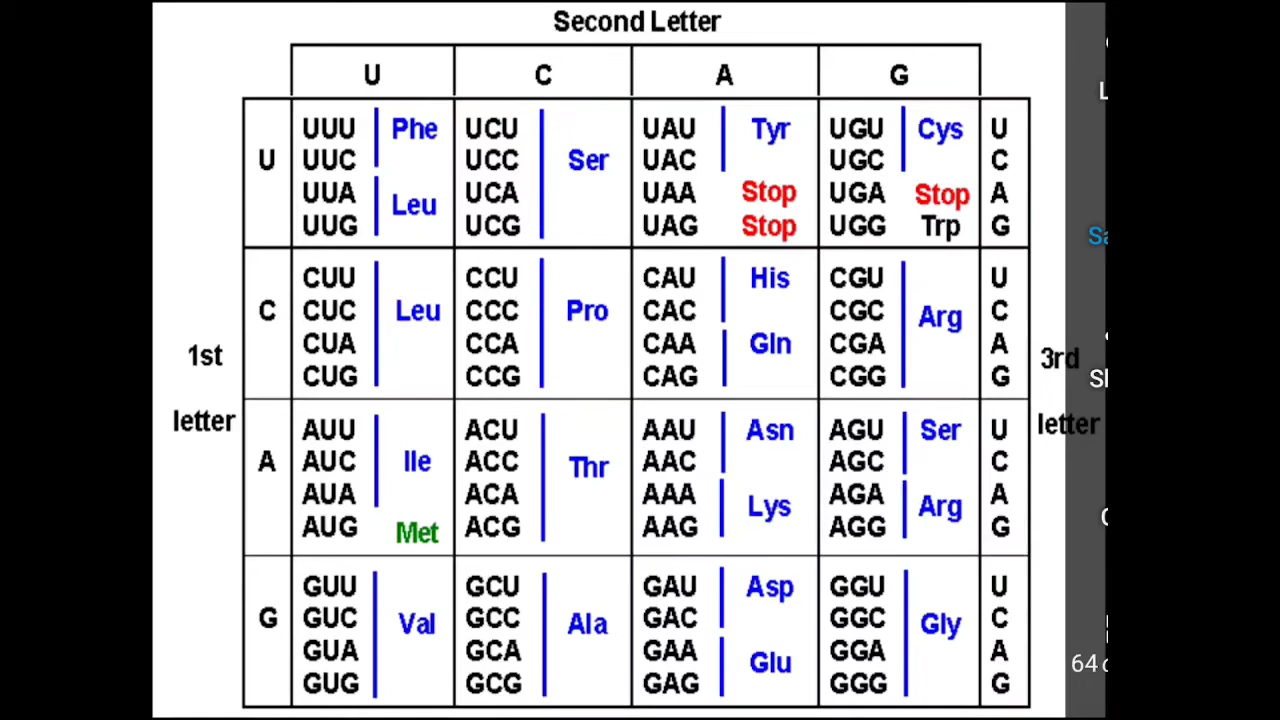 Second Letter
U C A G
UUU Phe UCU UAU Tyr UGU Cys U
U UUC UCC Ser UAC UGC C
UUA Leu UCA UAA Stop UGA Stop A
UUG UCG UAG Stop UGG Trp G
CUU CCU CAU His CGU U
C CUC Leu CCC Pro CAC CGC Arg C
1st CUA CCA CAA Gln CGA A 3rd
CUG CCG CAG CGG G
letter AUU ACU AAU Asn AGU Ser U letter
A AUC Ile ACC Thr AAC AGC C
AUA ACA AAA Lys AGA Arg A
AUG Met ACG AAG AGG G
GUU GCU GAU Asp GGU U
G GUC Val GCC Ala GAC GGC Gly C
GUA GCA GAA Glu GGA A
GUG GCG GAG GGG G
64